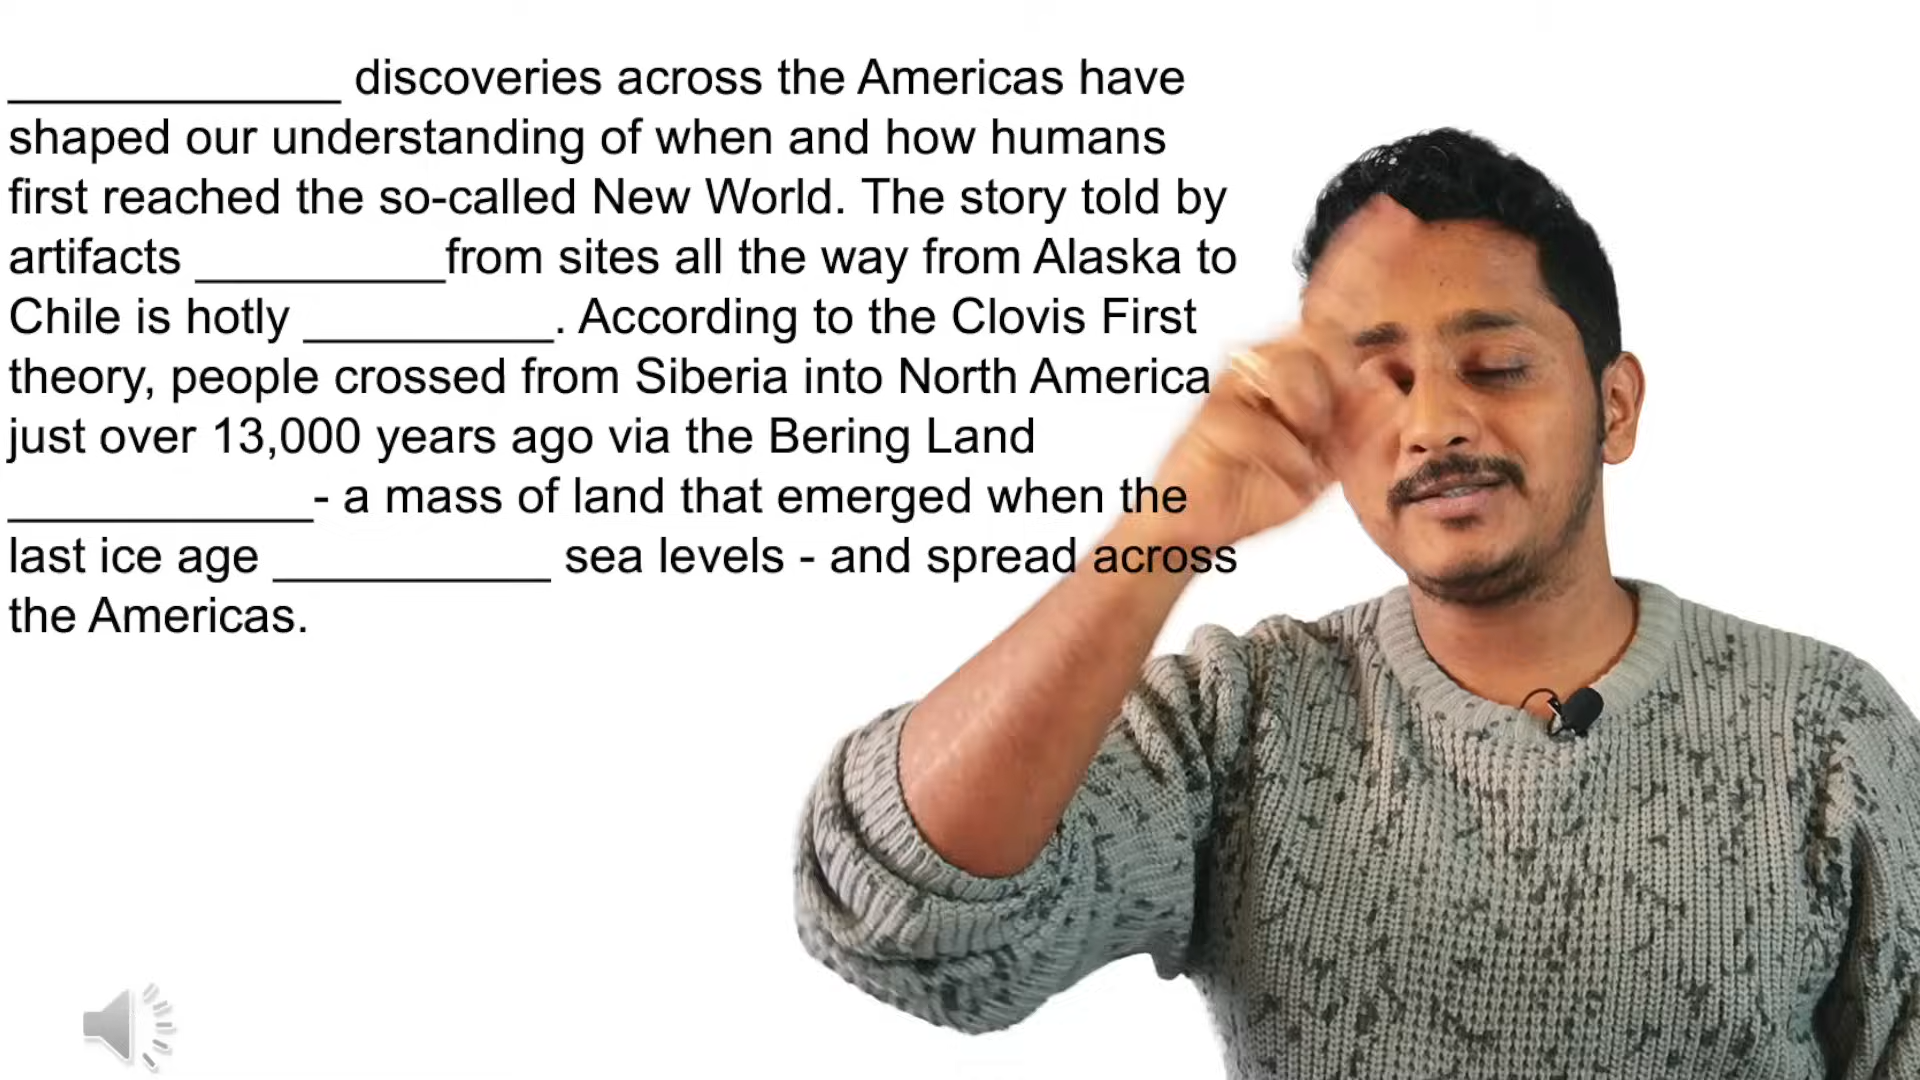 ____________ discoveries across the Americas have
shaped our understanding of when and how humans
first reached the so-called New World. The story told by
artifacts _________from sites all the way from Alaska to
Chile is hotly _________. According to the Clovis First
theory, people crossed from Siberia into North America
just over 13,000 years ago via the Bering Land
___________- a mass of land that emerged when the
last ice age __________ sea levels - and spread across
the Americas.